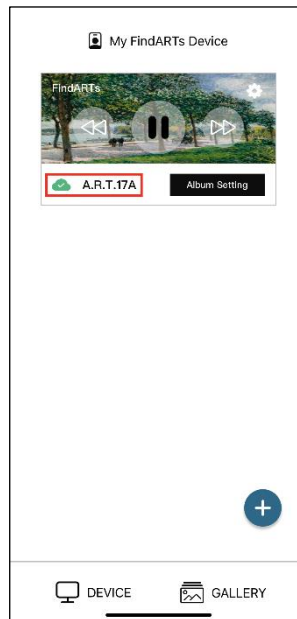 My FindARTs Device
FindARTs
A.R.T.17A
Album Setting
DEVICE
GALLERY